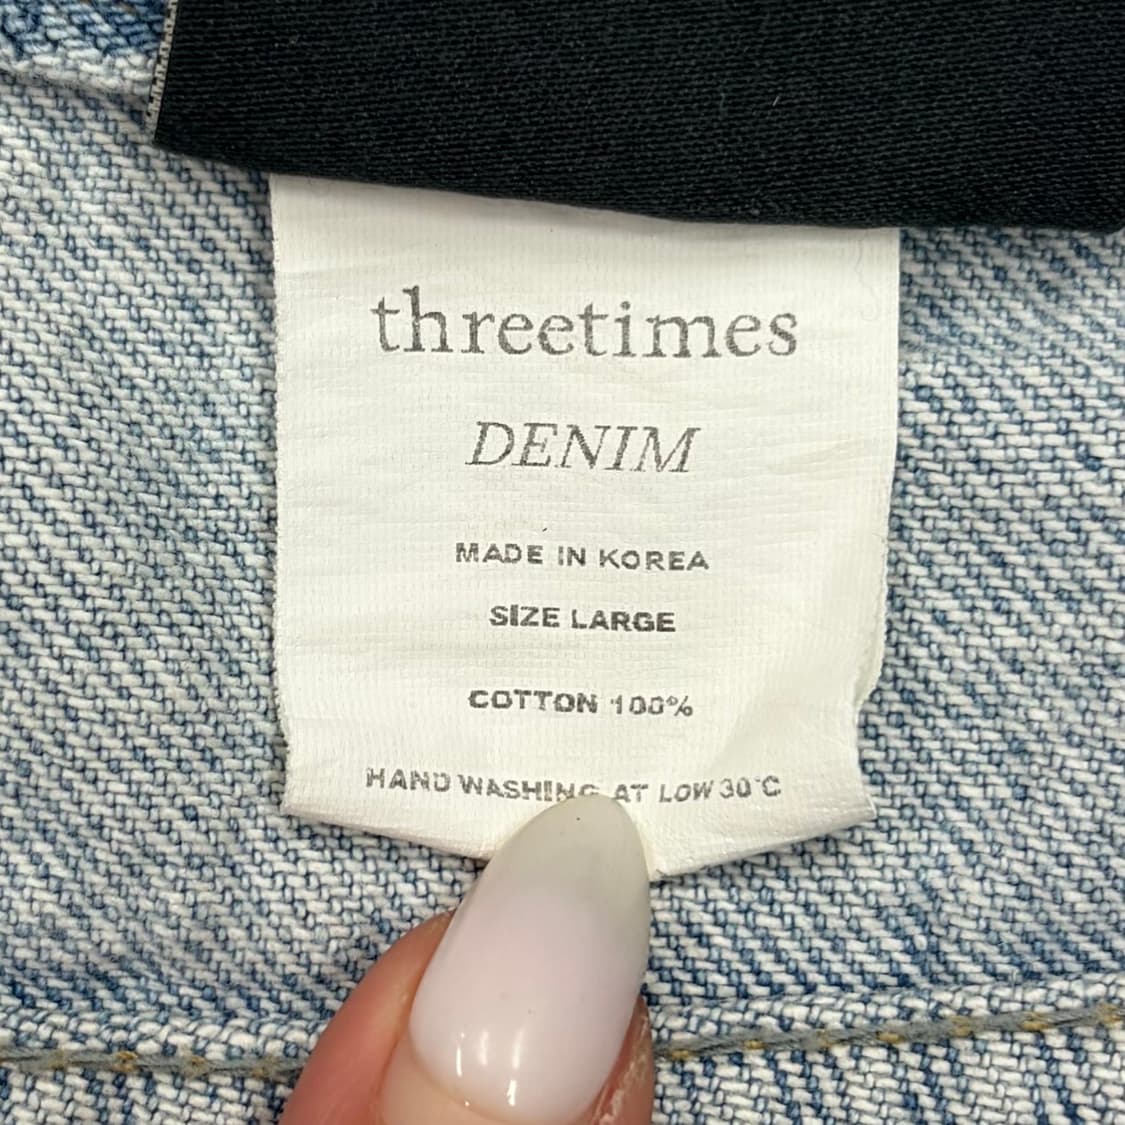 threetimes
DENIM
MADE IN KOREA
SIZE LARGE
COTTON 100%
HAND WASHING AT LOW 30°C